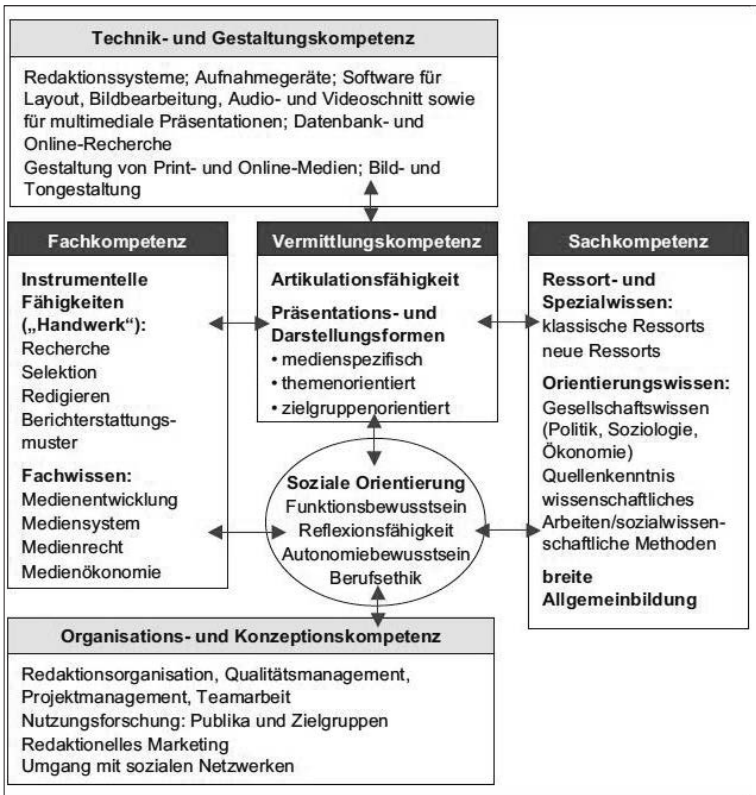 Technik- und Gestaltungskompetenz
Redaktionssysteme; Aufnahmegeräte; Software für
Layout, Bildbearbeitung, Audio- und Videoschnitt sowie
für multimediale Präsentationen; Datenbank- und
Online-Recherche
Gestaltung von Print- und Online-Medien; Bild- und
Tongestaltung
Fachkompetenz
Instrumentelle
Fähigkeiten
(„Handwerk“):
Recherche
Selektion
Redigieren
Berichterstattungs-
muster
Fachwissen:
Medienentwicklung
Mediensystem
Medienrecht
Medienökonomie
Vermittlungskompetenz
Artikulationsfähigkeit
Präsentations- und
Darstellungsformen
• medienspezifisch
• themenorientiert
• zielgruppenorientiert
Soziale Orientierung
Funktionsbewusstsein
Reflexionsfähigkeit
Autonomiebewusstsein
Berufsethik
Sachkompetenz
Ressort- und
Spezialwissen:
klassische Ressorts
neue Ressorts
Orientierungswissen:
Gesellschaftswissen
(Politik, Soziologie,
Ökonomie)
Quellenkenntnis
wissenschaftliches
Arbeiten/sozialwissen-
schaftliche Methoden
breite
Allgemeinbildung
Organisations- und Konzeptionskompetenz
Redaktionsorganisation, Qualitätsmanagement,
Projektmanagement, Teamarbeit
Nutzungsforschung: Publika und Zielgruppen
Redaktionelles Marketing
Umgang mit sozialen Netzwerken